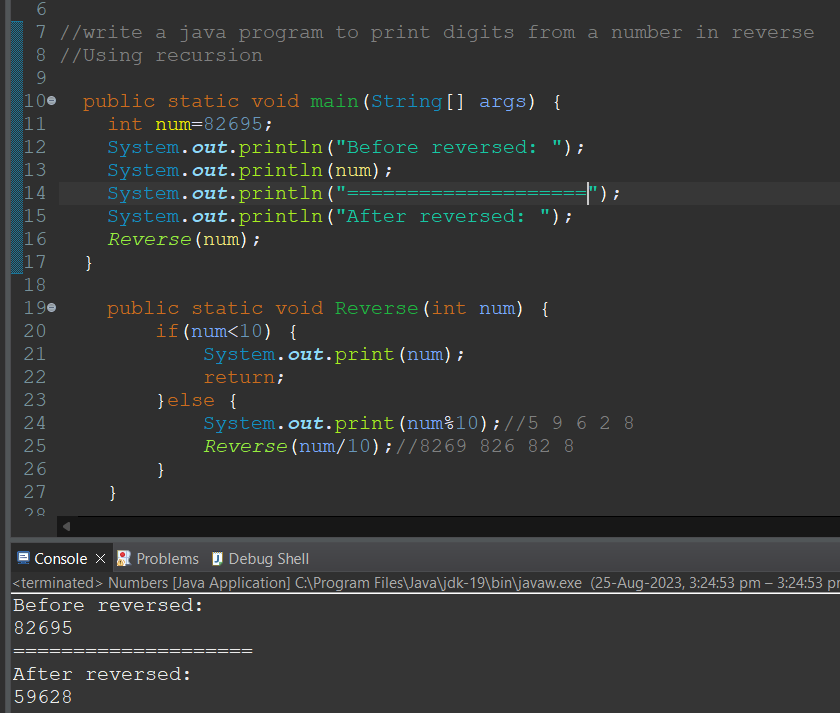 6
7 //write a java program to print digits from a number in reverse
8 //Using recursion
9
10 public static void main(String[] args) {
11 int num=82695;
12 System.out.println("Before reversed: ");
13 System.out.println(num);
14 System.out.println("====================");
15 System.out.println("After reversed: ");
16 Reverse(num);
17 }
18
19 public static void Reverse(int num) {
20 if(num<10) {
21 System.out.print(num);
22 return;
23 }else {
24 System.out.print(num%10);//5 9 6 2 8
25 Reverse(num/10);//8269 826 82 8
26 }
27 }
28
Console Problems Debug Shell
<terminated> Numbers [Java Application] C:\Program Files\Java\jdk-19\bin\javaw.exe (25-Aug-2023, 3:24:53 pm – 3:24:53 pm
Before reversed:
82695
====================
After reversed:
59628